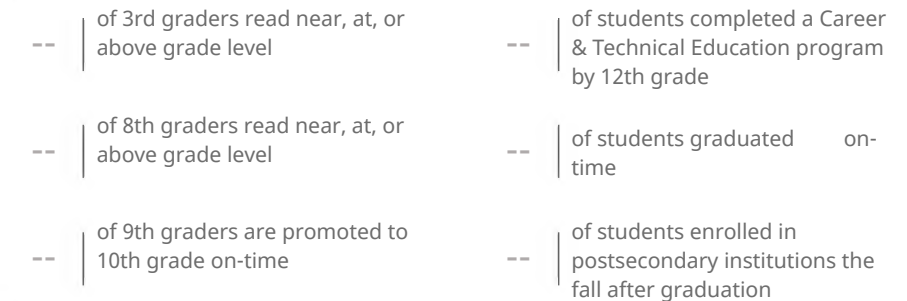 -- of 3rd graders read near, at, or
above grade level
-- of 8th graders read near, at, or
above grade level
-- of 9th graders are promoted to
10th grade on-time
-- of students completed a Career
& Technical Education program
by 12th grade
-- of students graduated on-
time
-- of students enrolled in
postsecondary institutions the
fall after graduation